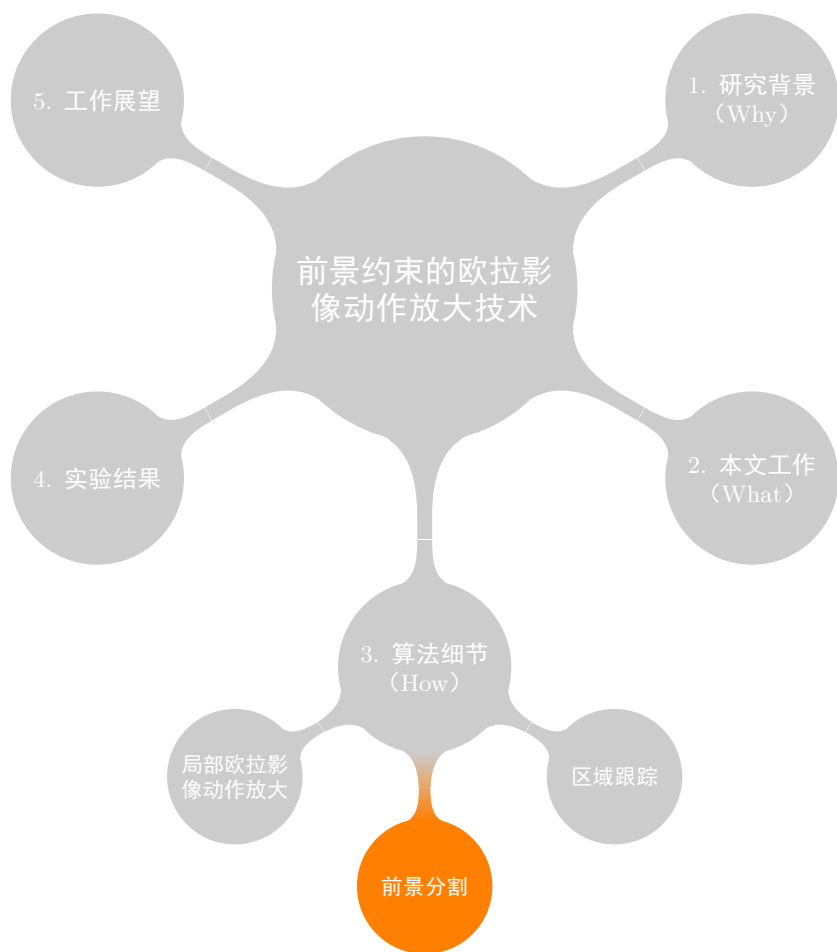 5. 工作展望
1. 研究背景
（Why）
前景约束的欧拉影
像动作放大技术
4. 实验结果
2. 本文工作
（What）
3. 算法细节
（How）
局部欧拉影
像动作放大
区域跟踪
前景分割